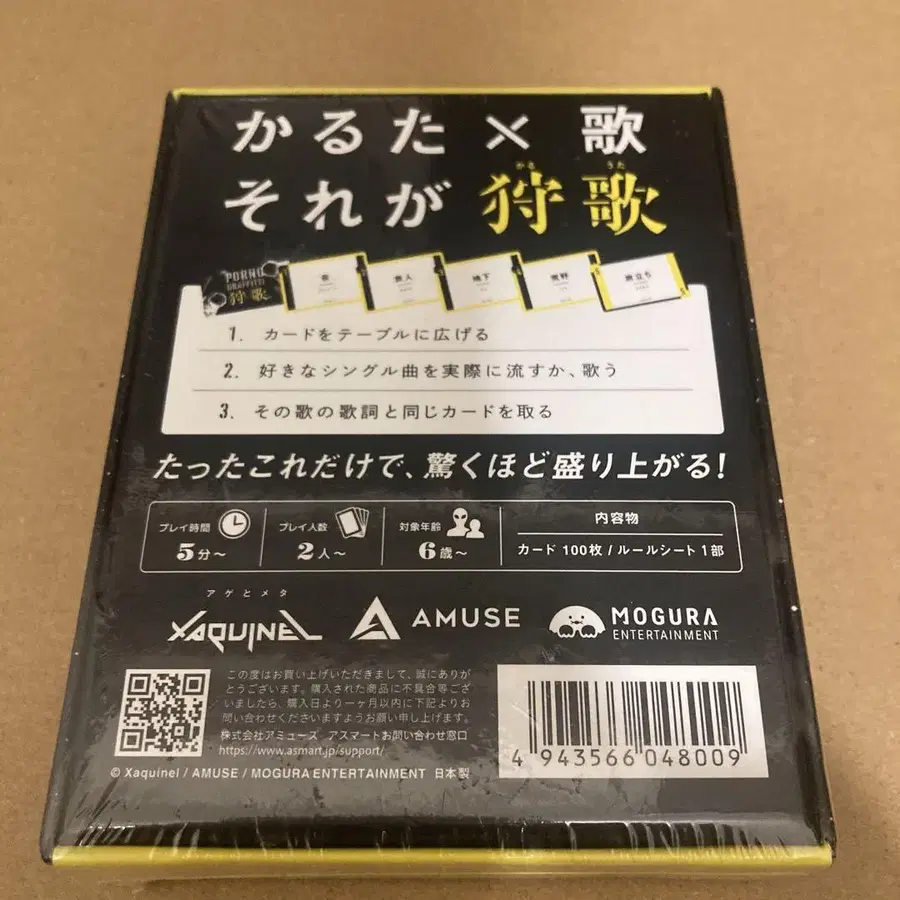 かるた×歌
かる うた
それが 狩歌
PORNO
GRAFFITTI
狩歌
夜
旅人
地下
荒野
旅立ち
1. カードをテーブルに広げる
2. 好きなシングル曲を実際に流すか、歌う
3. その歌の歌詞と同じカードを取る
たったこれだけで、驚くほど盛り上がる!
プレイ時間
5分～
プレイ人数
2人～
対象年齢
6歳～
内容物
カード 100枚 / ルールシート 1部
アゲとメタ
XAQUINEL
AMUSE
MOGURA
ENTERTAINMENT
この度はお買い上げいただきまして、誠にありが
とうございます。購入された商品に不具合等ござ
いましたら、購入日より一ヶ月以内に下記よりお
問い合わせくださいますようお願い申し上げます。
株式会社アミューズ アスマートお問い合わせ窓口
https://www.asmart.jp/support/
© Xaquinel / AMUSE / MOGURA ENTERTAINMENT 日本製
4 943566 048009